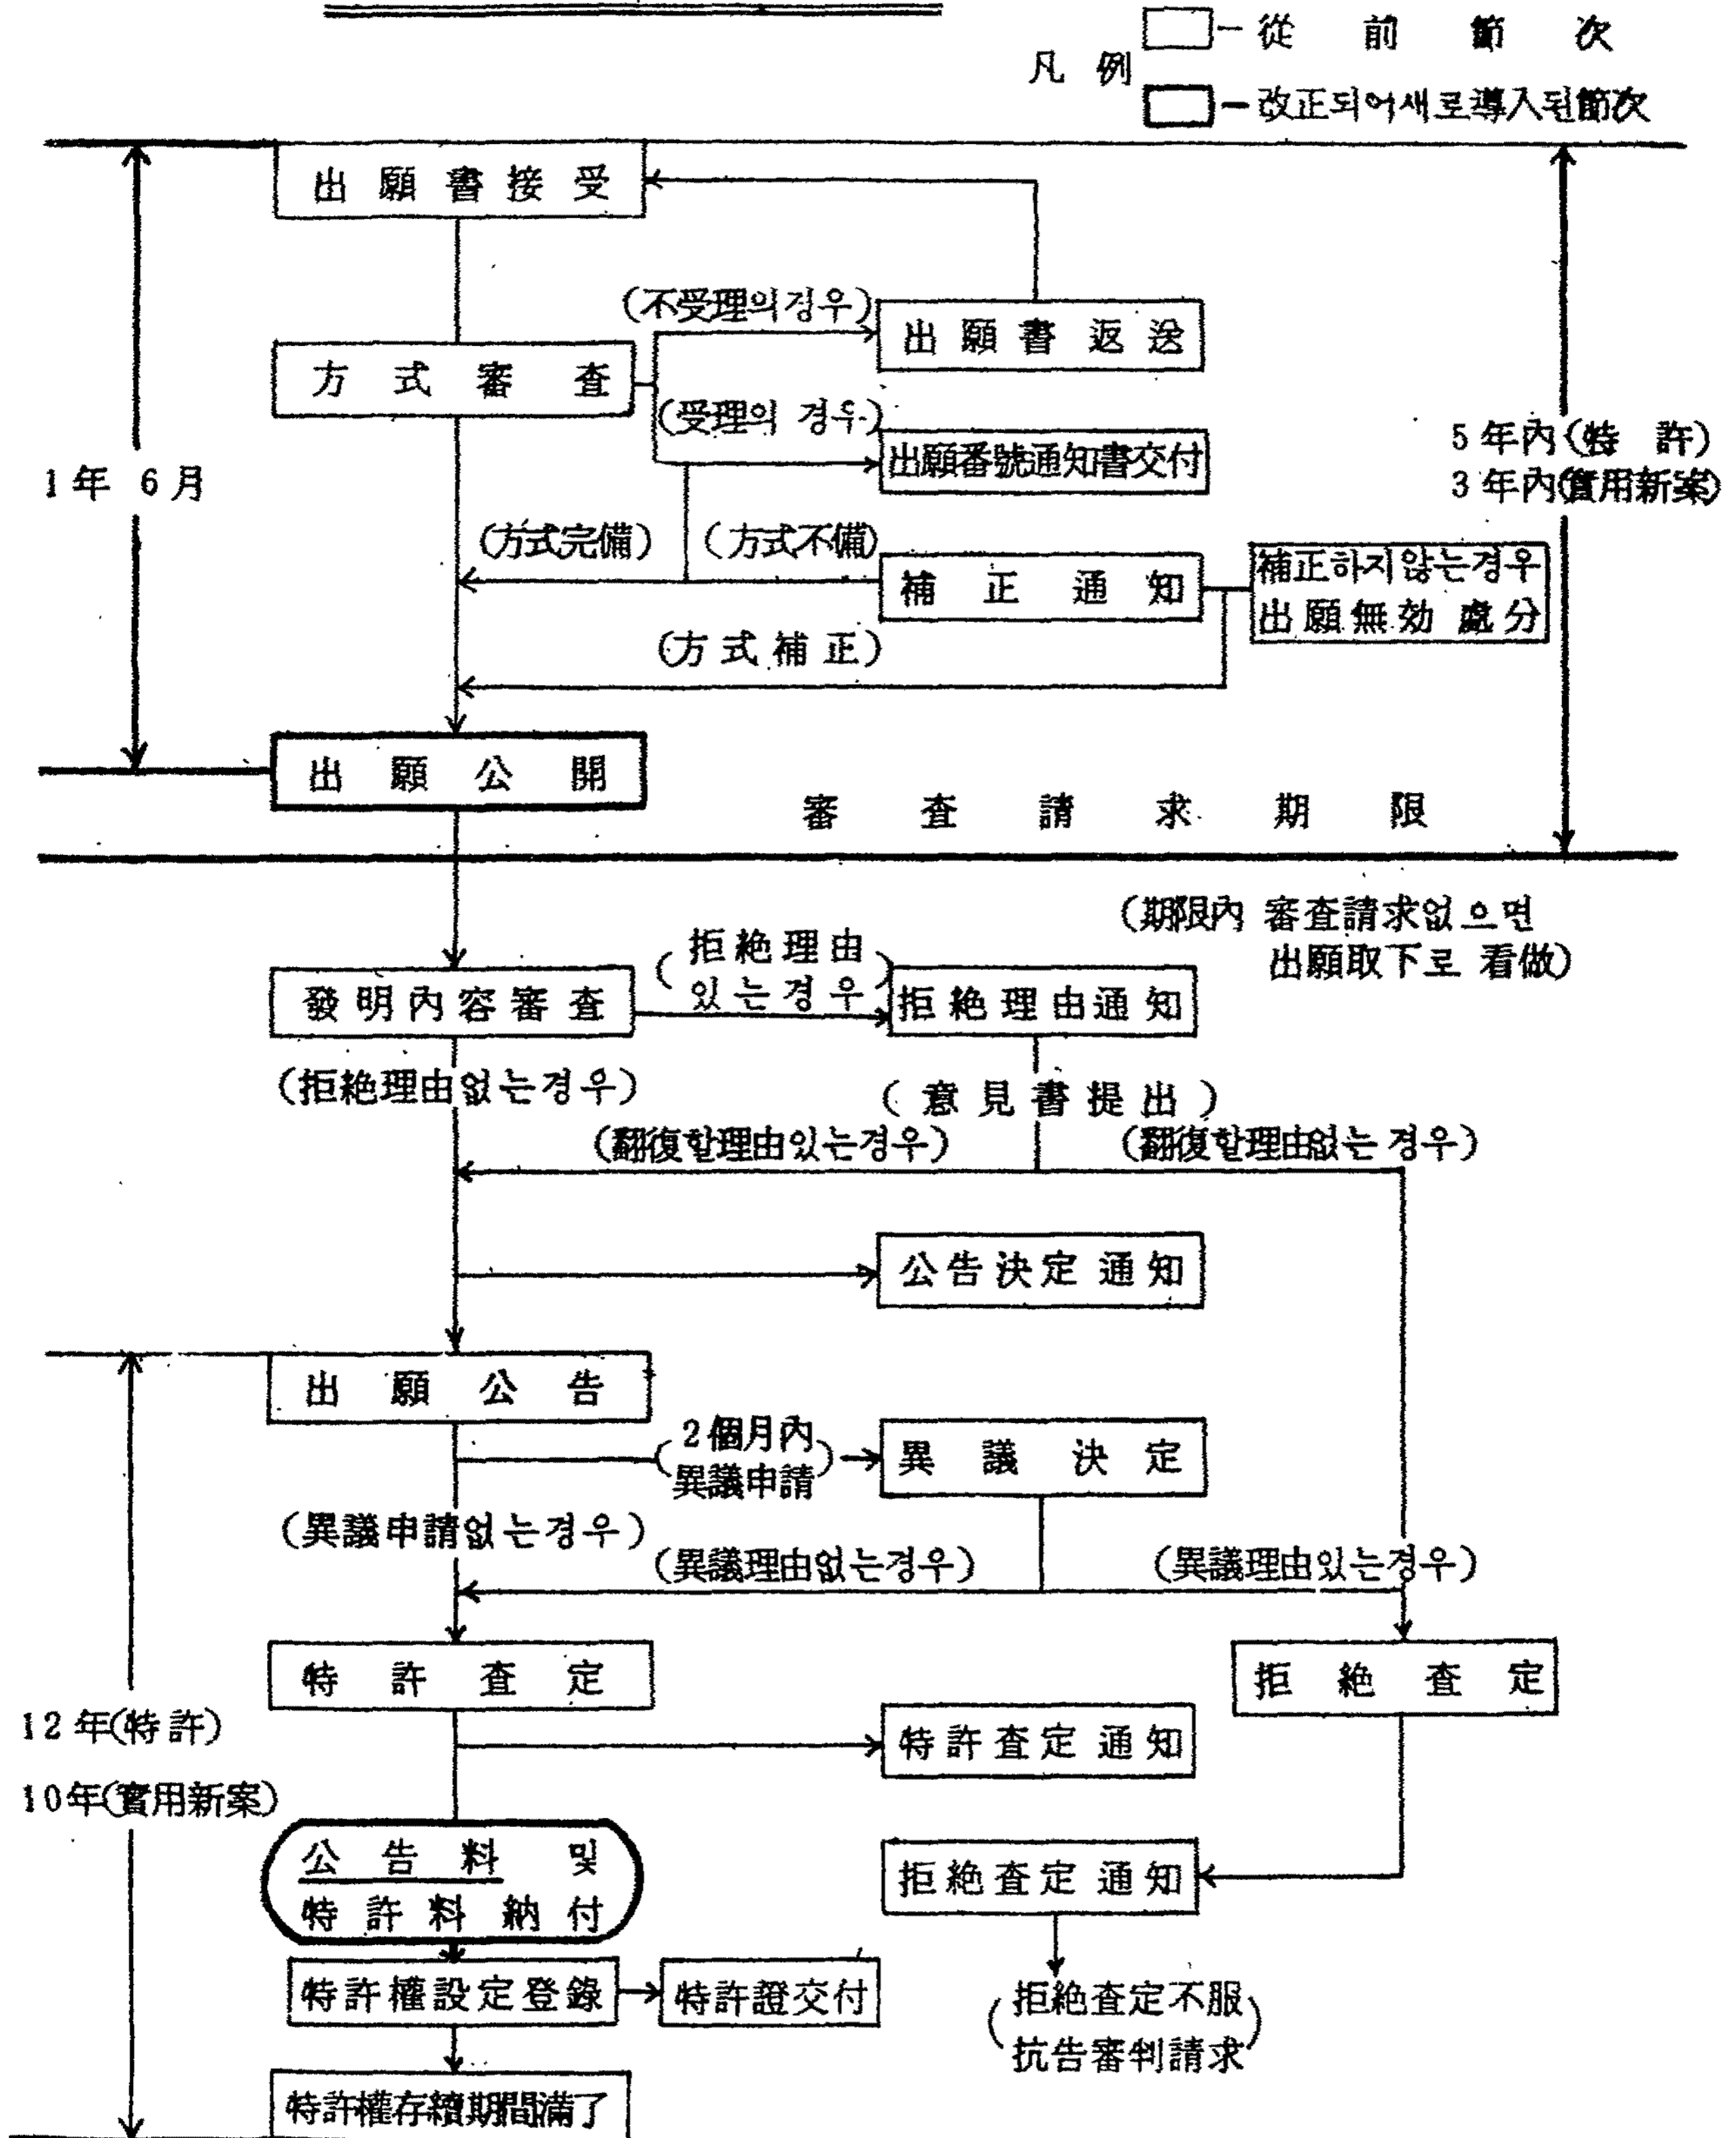 凡例
- 從前節次
- 改正되어새로導入된節次
出願書接受
(不受理의경우)
出願書返送
方式審査
(受理의 경우)
出願番號通知書交付
5年內(特許)
3年內(實用新案)
1年 6月
(方式完備)
(方式不備)
補正通知
補正하지않는경우
出願無効處分
(方式補正)
出願公開
審査請求期限
(期限內 審査請求없으면
出願取下로 看做)
拒絶理由
있는경우
發明內容審査
拒絶理由通知
(拒絶理由없는경우)
(意見書提出)
(翻復할理由있는경우)
(翻復할理由없는경우)
公告決定通知
出願公告
2個月內
異議申請
異議決定
(異議申請없는경우)
(異議理由없는경우)
(異議理由있는경우)
特許査定
拒絶査定
12年(特許)
10年(實用新案)
特許査定通知
公告料 및
特許料納付
拒絶査定通知
特許權設定登錄
特許證交付
拒絶査定不服
抗告審判請求
特許權存續期間滿了